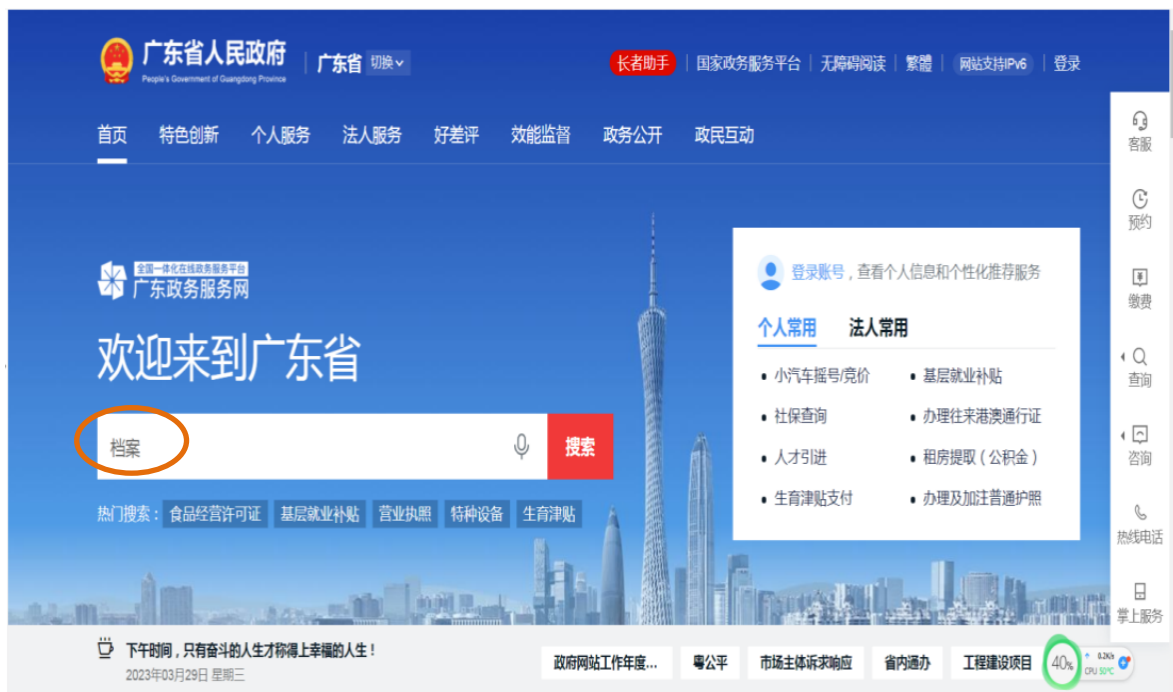 广东省人民政府
People's Government of Guangdong Province
广东省 切换
长者助手 国家政务服务平台 无障碍阅读 繁體 网站支持IPv6 登录
首页 特色创新 个人服务 法人服务 好差评 效能监督 政务公开 政民互动
全国一体化在线政务服务平台
广东政务服务网
欢迎来到广东省
档案 搜索
热门搜索: 食品经营许可证 基层就业补贴 营业执照 特种设备 生育津贴
登录账号,查看个人信息和个性化推荐服务
个人常用 法人常用
• 小汽车摇号/竞价 • 基层就业补贴
• 社保查询 • 办理往来港澳通行证
• 人才引进 • 租房提取(公积金)
• 生育津贴支付 • 办理及加注普通护照
客服
预约
缴费
查询
咨询
热线电话
掌上服务
下午时间,只有奋斗的人生才称得上幸福的人生!
2023年03月29日 星期三
政府网站工作年度... 粤公平 市场主体诉求响应 省内通办 工程建设项目
40%
0.2K/s
CPU 50°C